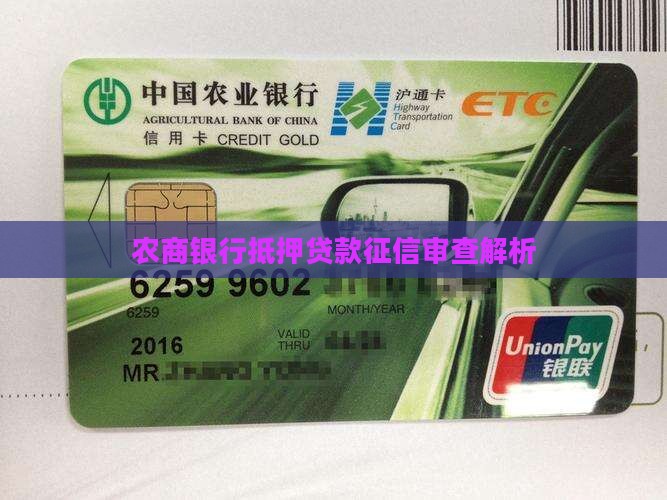 中国农业银行
AGRICULTURAL BANK OF CHINA
信用卡 CREDIT GOLD
沪通卡
Highway
Transportation
Card
ETC
农商银行抵押贷款征信审查解析
6259 9602
6259
MONTH/YEAR
2016
VALID
THRU
MR
UnionPay
银联